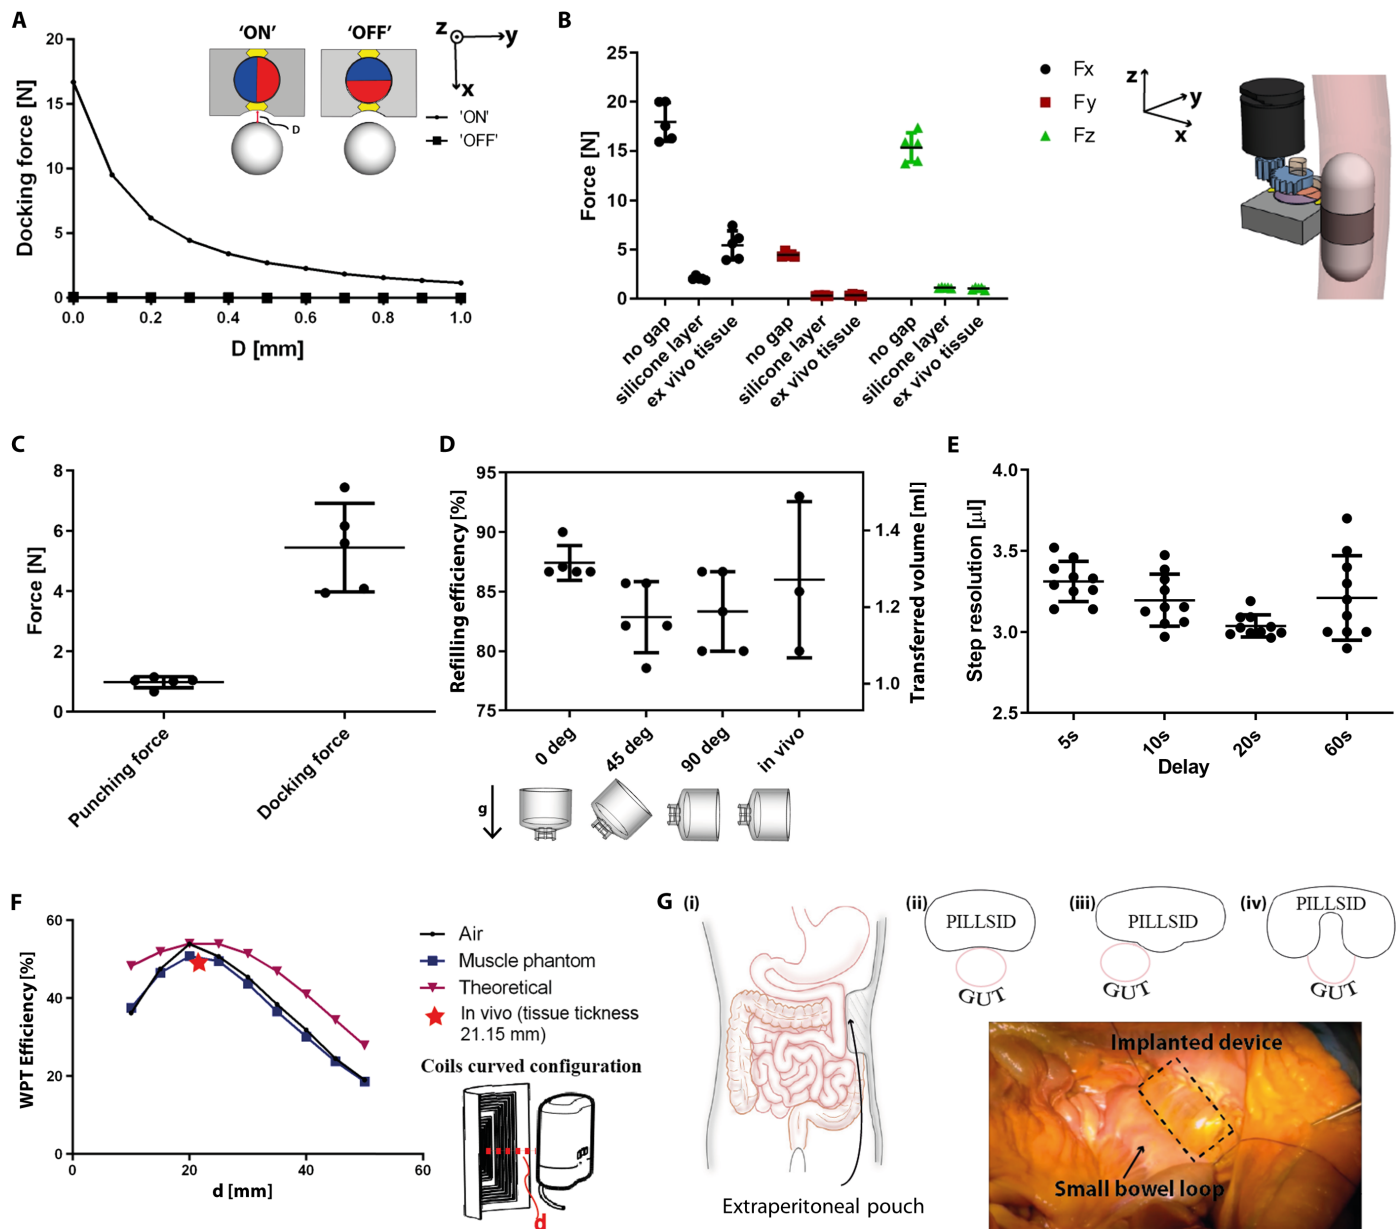 A
Docking force [N]
20
15
10
5
0
0.0
0.2
0.4
0.6
0.8
1.0
D [mm]
'ON'
'OFF'
D
z
y
x
'ON'
'OFF'
B
Force [N]
25
20
15
10
5
0
no gap
silicone layer
ex vivo tissue
no gap
silicone layer
ex vivo tissue
no gap
silicone layer
ex vivo tissue
Fx
Fy
Fz
z
y
x
C
Force [N]
8
6
4
2
0
Punching force
Docking force
D
Refilling efficiency [%]
95
90
85
80
75
1.4
1.2
1.0
Transferred volume [ml]
0 deg
45 deg
90 deg
in vivo
g
E
Step resolution [µl]
4.0
3.5
3.0
2.5
5s
10s
20s
60s
Delay
F
WPT Efficiency [%]
60
40
20
0
0
20
40
60
d [mm]
Air
Muscle phantom
Theoretical
In vivo (tissue tickness
21.15 mm)
Coils curved configuration
d
G
(i)
Extraperitoneal pouch
(ii)
PILLSID
GUT
(iii)
PILLSID
GUT
(iv)
PILLSID
GUT
Implanted device
Small bowel loop